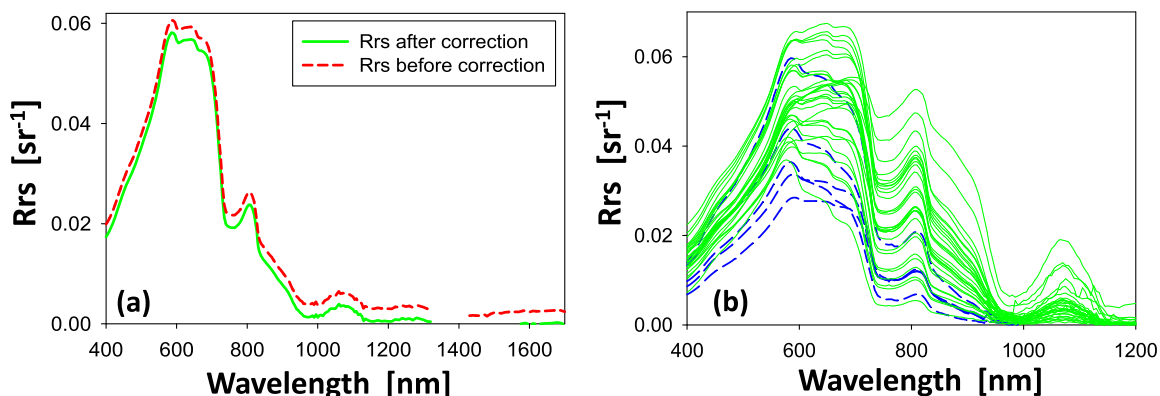 0.06
0.04
0.02
0.00
Rrs [sr⁻¹]
Rrs after correction
Rrs before correction
(a)
400 600 800 1000 1200 1400 1600
Wavelength [nm]
0.06
0.04
0.02
0.00
Rrs [sr⁻¹]
(b)
400 600 800 1000 1200
Wavelength [nm]